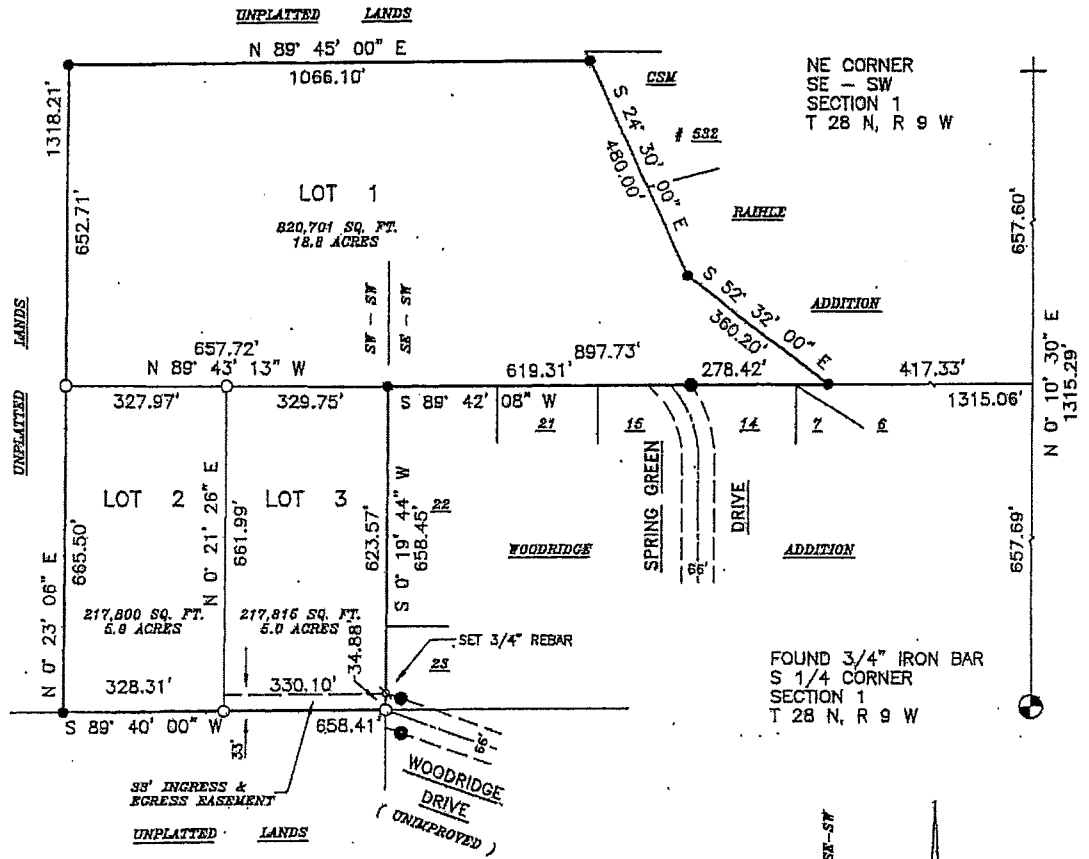 UNPLATTED LANDS
N 89° 45' 00" E
1066.10'
CSM
# 532
NE CORNER
SE - SW
SECTION 1
T 28 N, R 9 W
1318.21'
652.71'
S 24° 30' 00" E
480.00'
LOT 1
820,701 SQ. FT.
18.8 ACRES
RAIHLE
ADDITION
657.60'
SW - SW
SE - SW
S 52° 32' 00" E
360.20'
UNPLATTED LANDS
657.72'
N 89° 43' 13" W
897.73'
619.31'
278.42'
417.33'
N 0° 10' 30" E
1315.29'
327.97'
329.75'
S 89° 42' 08" W
1315.06'
21
15
14
7
6
LOT 2
LOT 3
N 0° 23' 06" E
665.50'
N 0° 21' 26" E
661.99'
623.57'
S 0° 19' 44" W
658.45'
22
WOODRIDGE
SPRING GREEN
DRIVE
66'
ADDITION
657.69'
217,800 SQ. FT.
5.0 ACRES
217,815 SQ. FT.
5.0 ACRES
34.88'
SET 3/4" REBAR
23
328.31'
330.10'
FOUND 3/4" IRON BAR
S 1/4 CORNER
SECTION 1
T 28 N, R 9 W
S 89° 40' 00" W
33'
658.41'
66'
33' INGRESS &
EGRESS EASEMENT
WOODRIDGE
DRIVE
( UNIMPROVED )
UNPLATTED LANDS
SE-SW